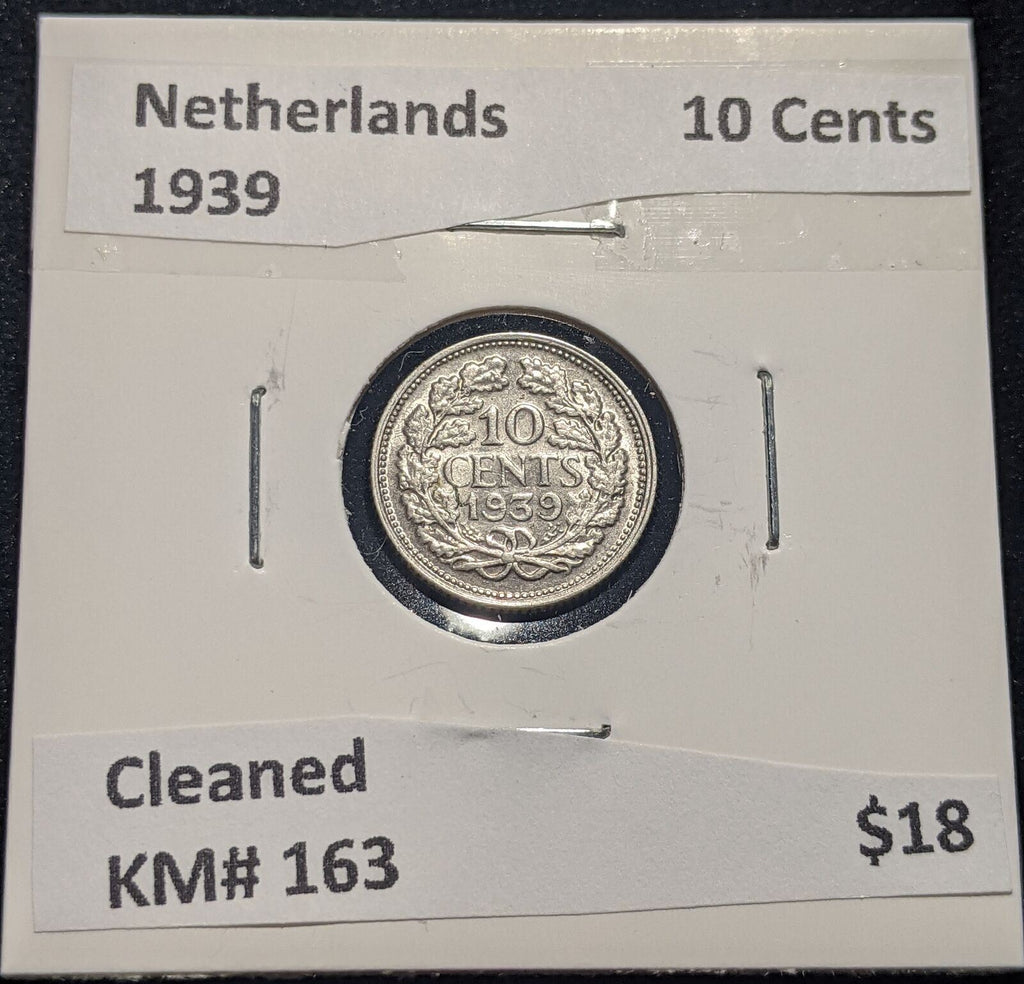 Netherlands 10 Cents
1939
10
CENTS
1939
Cleaned
KM# 163 $18